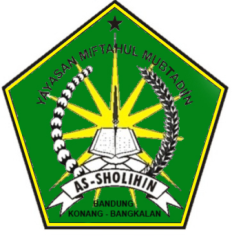 YAYASAN MIFTAHUL MUBTADIIN
AS-SHOLIHIN
BANDUNG
KONANG - BANGKALAN